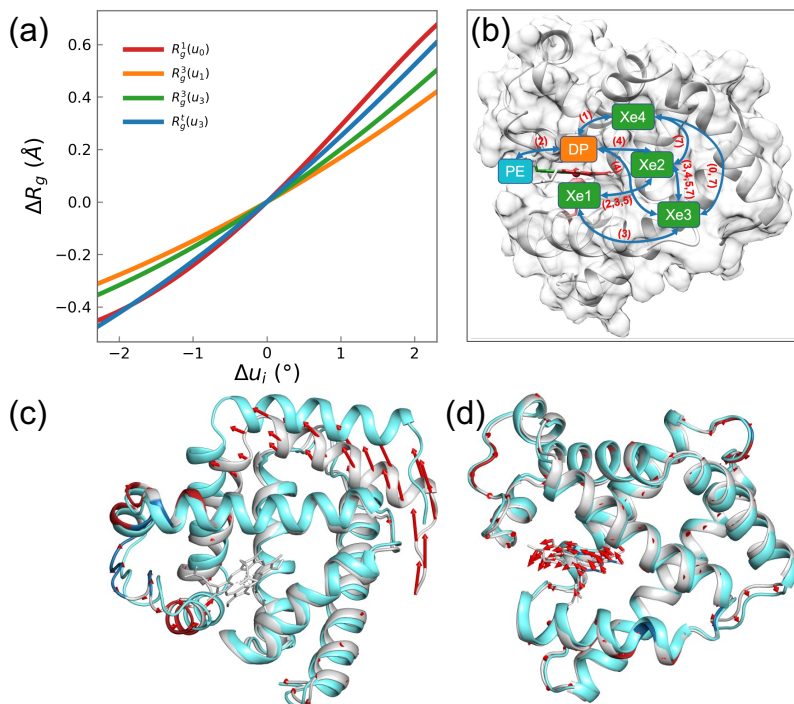 (a)
0.6
0.4
0.2
0.0
−0.2
−0.4
ΔR_g (Å)
R_g^1(u_0)
R_g^3(u_1)
R_g^3(u_3)
R_g^t(u_3)
−2 −1 0 1 2
Δu_i (°)
(b)
Xe4
(1)
(2)
DP
(4)
(7)
PE
Xe2
(4)
(3,4,5,7)
(0, 7)
Xe1
(2,3,5)
Xe3
(3)
(c)
(d)